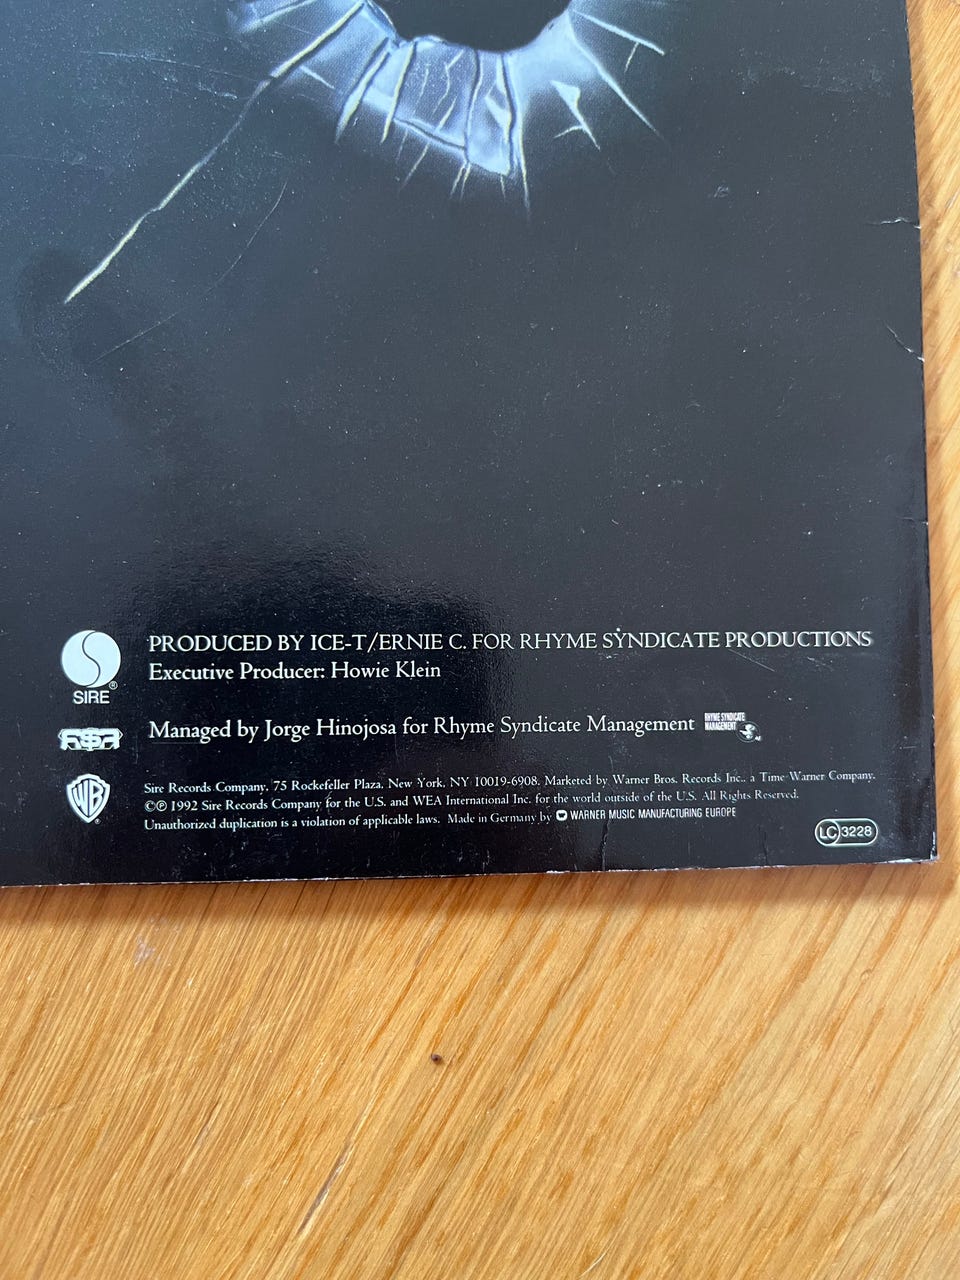 PRODUCED BY ICE-T/ERNIE C. FOR RHYME SYNDICATE PRODUCTIONS
Executive Producer: Howie Klein
SIRE®
Managed by Jorge Hinojosa for Rhyme Syndicate Management
RHYME SYNDICATE
MANAGEMENT
WB
Sire Records Company, 75 Rockefeller Plaza, New York, NY 10019-6908. Marketed by Warner Bros. Records Inc., a Time Warner Company.
©℗ 1992 Sire Records Company for the U.S. and WEA International Inc. for the world outside of the U.S. All Rights Reserved.
Unauthorized duplication is a violation of applicable laws. Made in Germany by WARNER MUSIC MANUFACTURING EUROPE
LC 3228